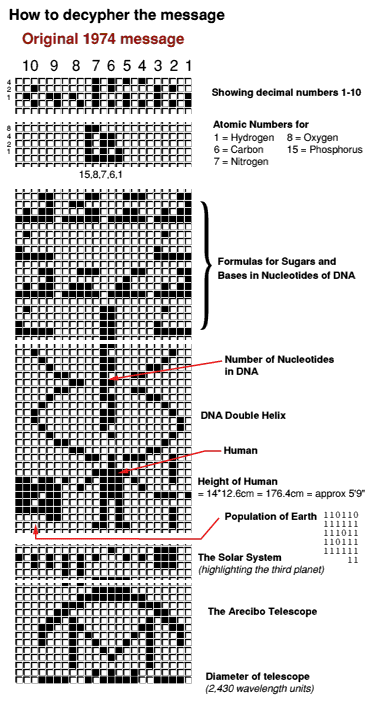 How to decypher the message
Original 1974 message
10 9 8 7 6 5 4 3 2 1
4
2
1
Showing decimal numbers 1-10
8
4
2
1
Atomic Numbers for
1 = Hydrogen 8 = Oxygen
6 = Carbon 15 = Phosphorus
7 = Nitrogen
15,8,7,6,1
Formulas for Sugars and
Bases in Nucleotides of DNA
Number of Nucleotides
in DNA
DNA Double Helix
Human
Height of Human
= 14*12.6cm = 176.4cm = approx 5'9"
Population of Earth
110110
111111
111011
110111
111111
11
The Solar System
(highlighting the third planet)
The Arecibo Telescope
Diameter of telescope
(2,430 wavelength units)